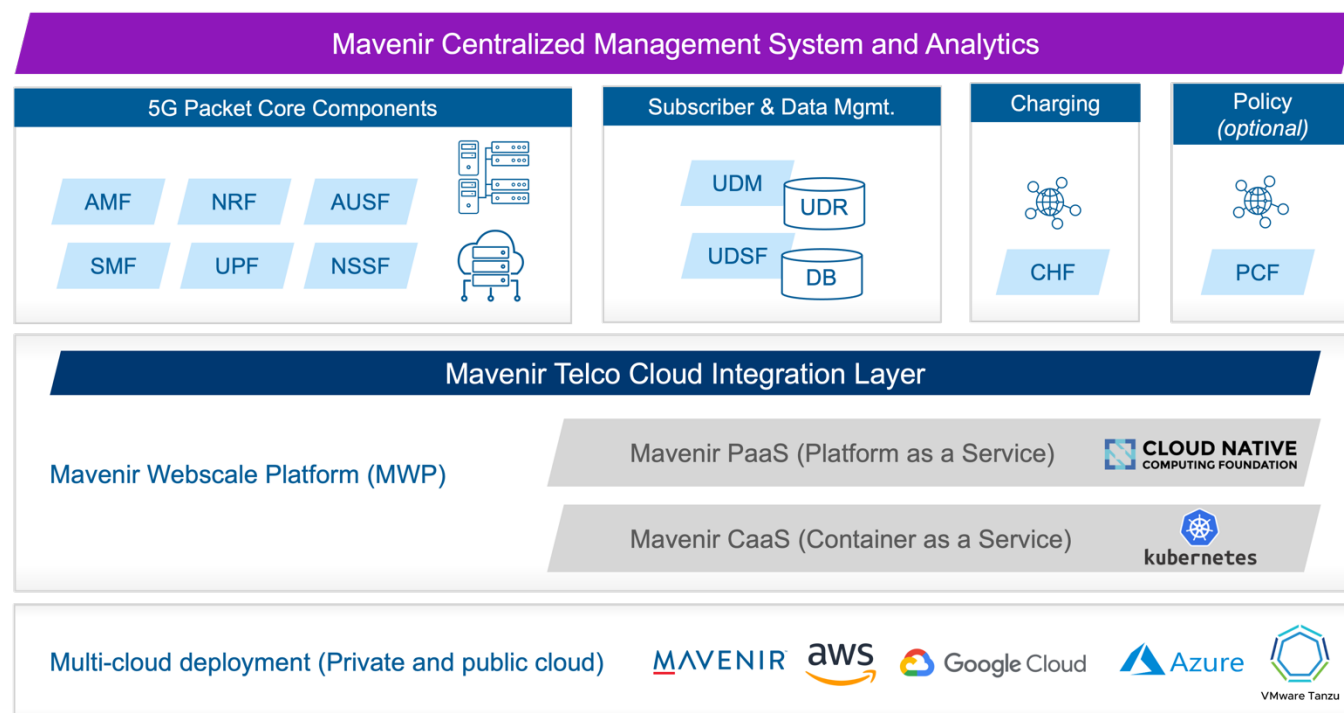 Mavenir Centralized Management System and Analytics
5G Packet Core Components
AMF
NRF
AUSF
SMF
UPF
NSSF
Subscriber & Data Mgmt.
UDM
UDR
UDSF
DB
Charging
CHF
Policy
(optional)
PCF
Mavenir Telco Cloud Integration Layer
Mavenir Webscale Platform (MWP)
Mavenir PaaS (Platform as a Service)
CLOUD NATIVE
COMPUTING FOUNDATION
Mavenir CaaS (Container as a Service)
kubernetes
Multi-cloud deployment (Private and public cloud)
MAVENIR
aws
Google Cloud
Azure
VMware Tanzu